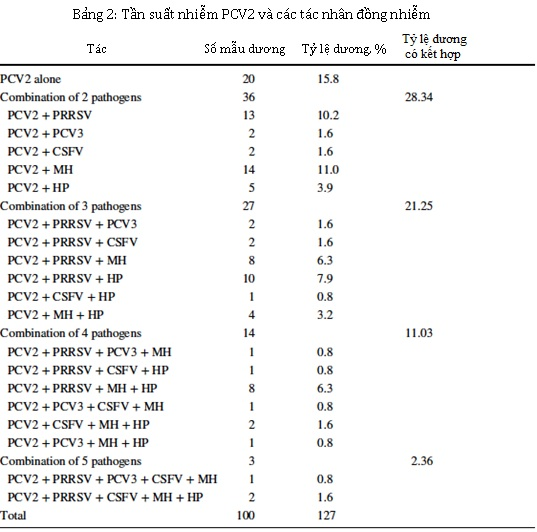 Bảng 2: Tần suất nhiễm PCV2 và các tác nhân đồng nhiễm
Tác Số mẫu dương Tỷ lệ dương, % Tỷ lệ dương có kết hợp
PCV2 alone 20 15.8
Combination of 2 pathogens 36 28.34
PCV2 + PRRSV 13 10.2
PCV2 + PCV3 2 1.6
PCV2 + CSFV 2 1.6
PCV2 + MH 14 11.0
PCV2 + HP 5 3.9
Combination of 3 pathogens 27 21.25
PCV2 + PRRSV + PCV3 2 1.6
PCV2 + PRRSV + CSFV 2 1.6
PCV2 + PRRSV + MH 8 6.3
PCV2 + PRRSV + HP 10 7.9
PCV2 + CSFV + HP 1 0.8
PCV2 + MH + HP 4 3.2
Combination of 4 pathogens 14 11.03
PCV2 + PRRSV + PCV3 + MH 1 0.8
PCV2 + PRRSV + CSFV + HP 1 0.8
PCV2 + PRRSV + MH + HP 8 6.3
PCV2 + PCV3 + CSFV + MH 1 0.8
PCV2 + CSFV + MH + HP 2 1.6
PCV2 + PCV3 + MH + HP 1 0.8
Combination of 5 pathogens 3 2.36
PCV2 + PRRSV + PCV3 + CSFV + MH 1 0.8
PCV2 + PRRSV + CSFV + MH + HP 2 1.6
Total 100 127